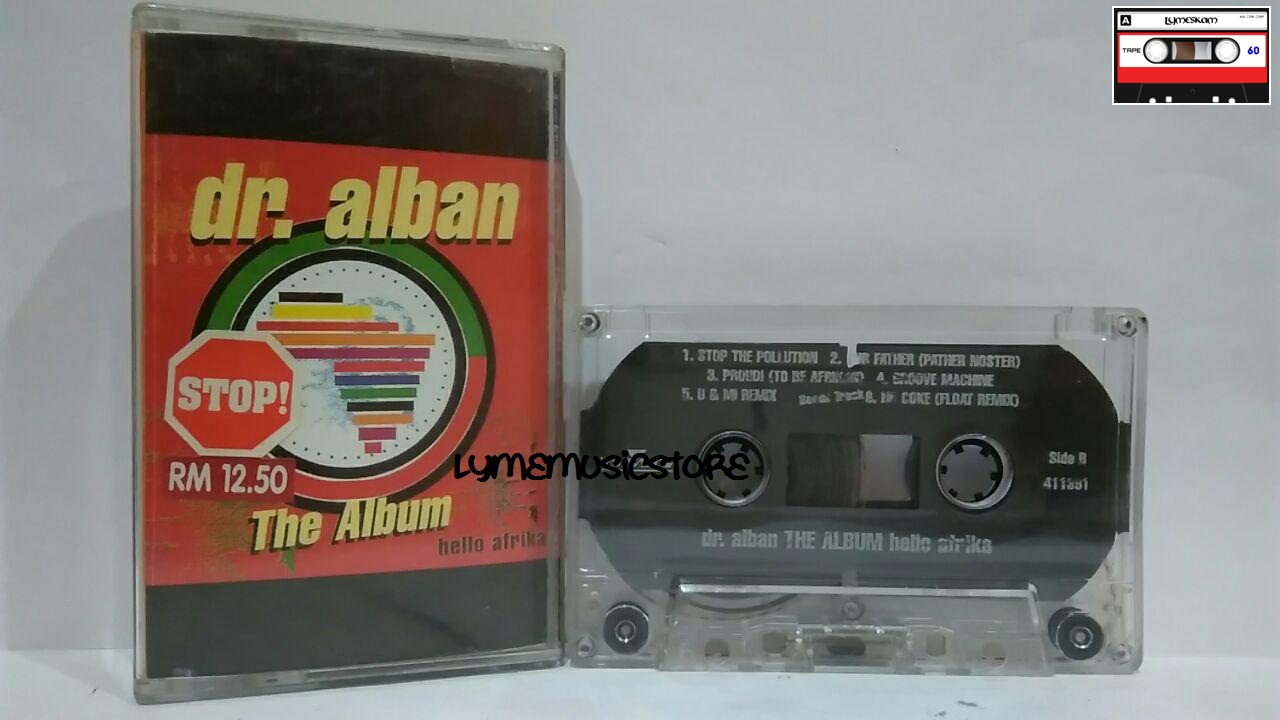 dr. alban
STOP!
RM 12.50
The Album
hello afrika
LYMEMUSICSTORE
1. STOP THE POLLUTION 2. FATHER (PATHER NOSTER)
3. PROUD! (TO BE AFRIKAN) 4. GROOVE MACHINE
5. U & MI REMIX Bonus Track 6. NO COKE (FLOAT REMIX)
Side B
411391
dr. alban THE ALBUM hello afrika
A LYMESKAM
TAPE 60